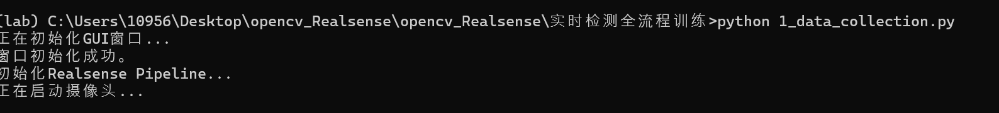 (lab) C:\Users\10956\Desktop\opencv_Realsense\opencv_Realsense\实时检测全流程训练>python 1_data_collection.py
正在初始化GUI窗口...
窗口初始化成功。
初始化Realsense Pipeline...
正在启动摄像头...